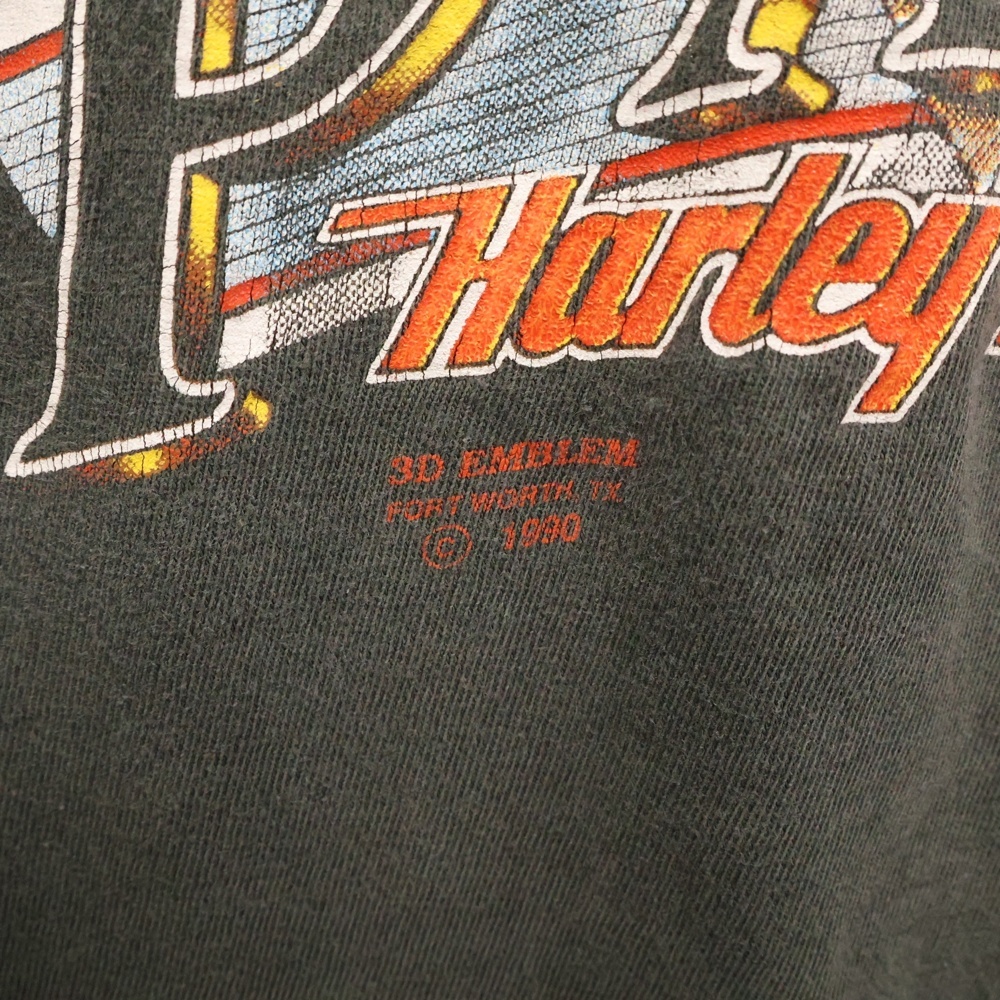 P
Harley
3D EMBLEM
FORT WORTH, TX
© 1990